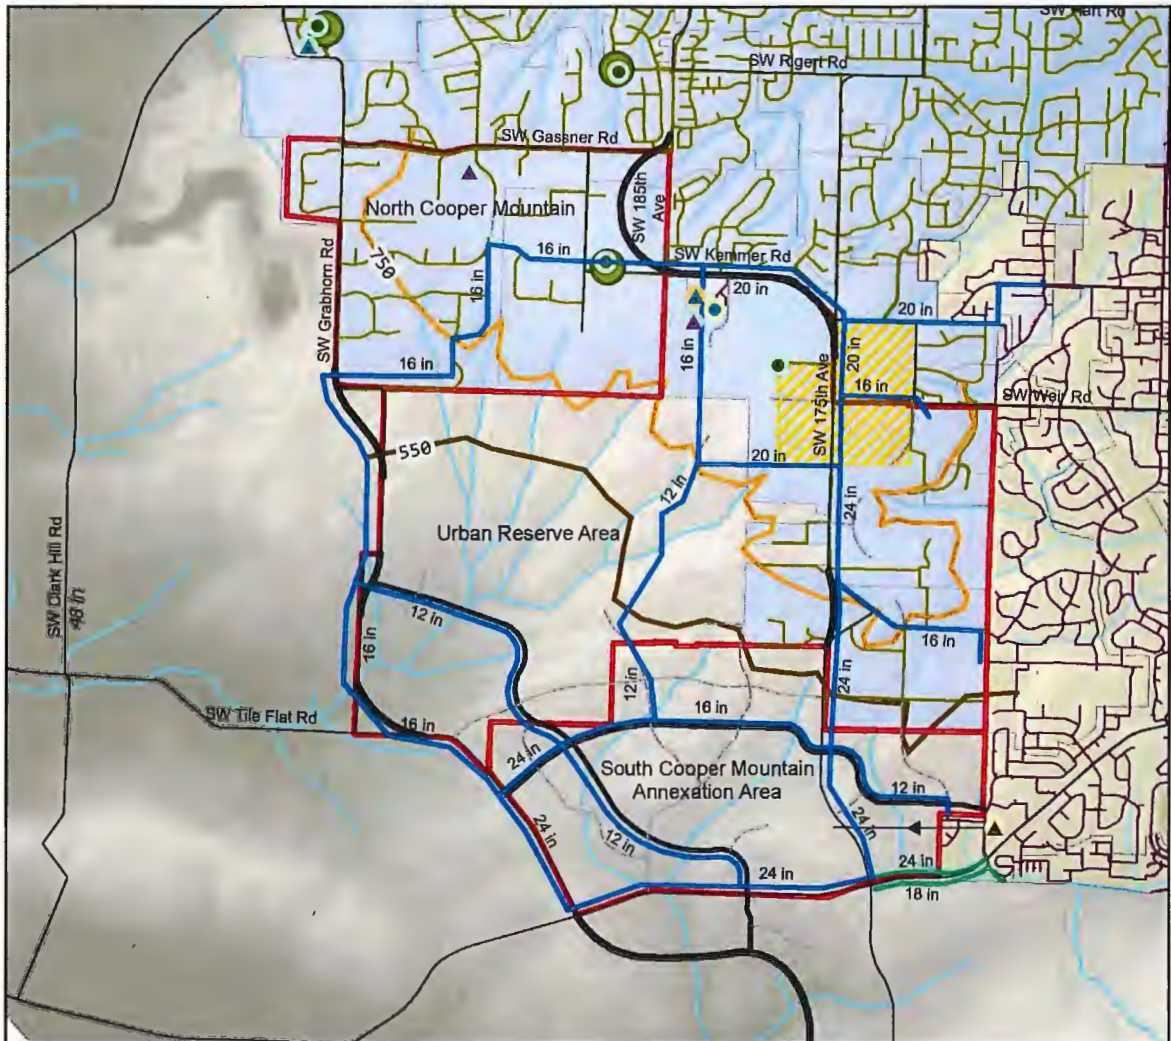 SW Hart Rd
SW Rigert Rd
SW Gassner Rd
North Cooper Mountain
SW 185th
Ave
SW Kemmer Rd
16 in
20 in
16 in
750
SW Grabhorn Rd
20 in
16 in
20 in
16 in
16 in
SW 175th Ave
SW Weir Rd
550
20 in
12 in
24 in
Urban Reserve Area
SW Clark Hill Rd
48 in
12 in
16 in
16 in
12 in
24 in
16 in
SW Tile Flat Rd
16 in
24 in
South Cooper Mountain
Annexation Area
12 in
24 in
12 in
24 in
24 in
24 in
18 in